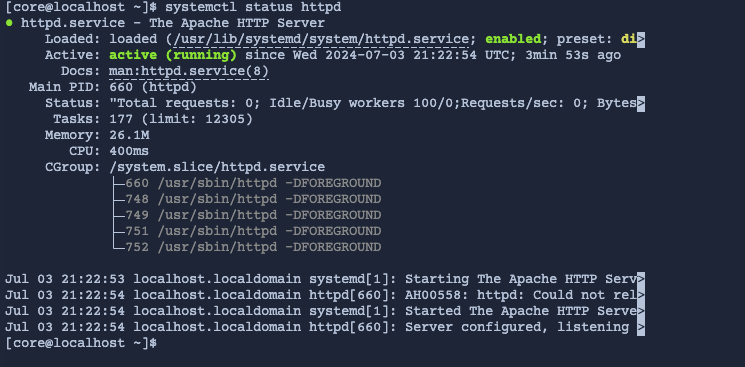 [core@localhost ~]$ systemctl status httpd
● httpd.service - The Apache HTTP Server
Loaded: loaded (/usr/lib/systemd/system/httpd.service; enabled; preset: di>
Active: active (running) since Wed 2024-07-03 21:22:54 UTC; 3min 53s ago
Docs: man:httpd.service(8)
Main PID: 660 (httpd)
Status: "Total requests: 0; Idle/Busy workers 100/0;Requests/sec: 0; Bytes>
Tasks: 177 (limit: 12305)
Memory: 26.1M
CPU: 400ms
CGroup: /system.slice/httpd.service
├─660 /usr/sbin/httpd -DFOREGROUND
├─748 /usr/sbin/httpd -DFOREGROUND
├─749 /usr/sbin/httpd -DFOREGROUND
├─751 /usr/sbin/httpd -DFOREGROUND
└─752 /usr/sbin/httpd -DFOREGROUND
Jul 03 21:22:53 localhost.localdomain systemd[1]: Starting The Apache HTTP Serv>
Jul 03 21:22:54 localhost.localdomain httpd[660]: AH00558: httpd: Could not rel>
Jul 03 21:22:54 localhost.localdomain systemd[1]: Started The Apache HTTP Serve>
Jul 03 21:22:54 localhost.localdomain httpd[660]: Server configured, listening >
[core@localhost ~]$